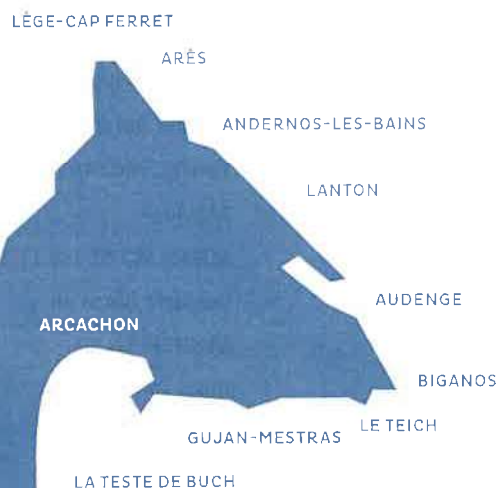 LÈGE-CAP FERRET
ARÈS
ANDERNOS-LES-BAINS
LANTON
AUDENGE
ARCACHON
BIGANOS
LE TEICH
GUJAN-MESTRAS
LA TESTE DE BUCH